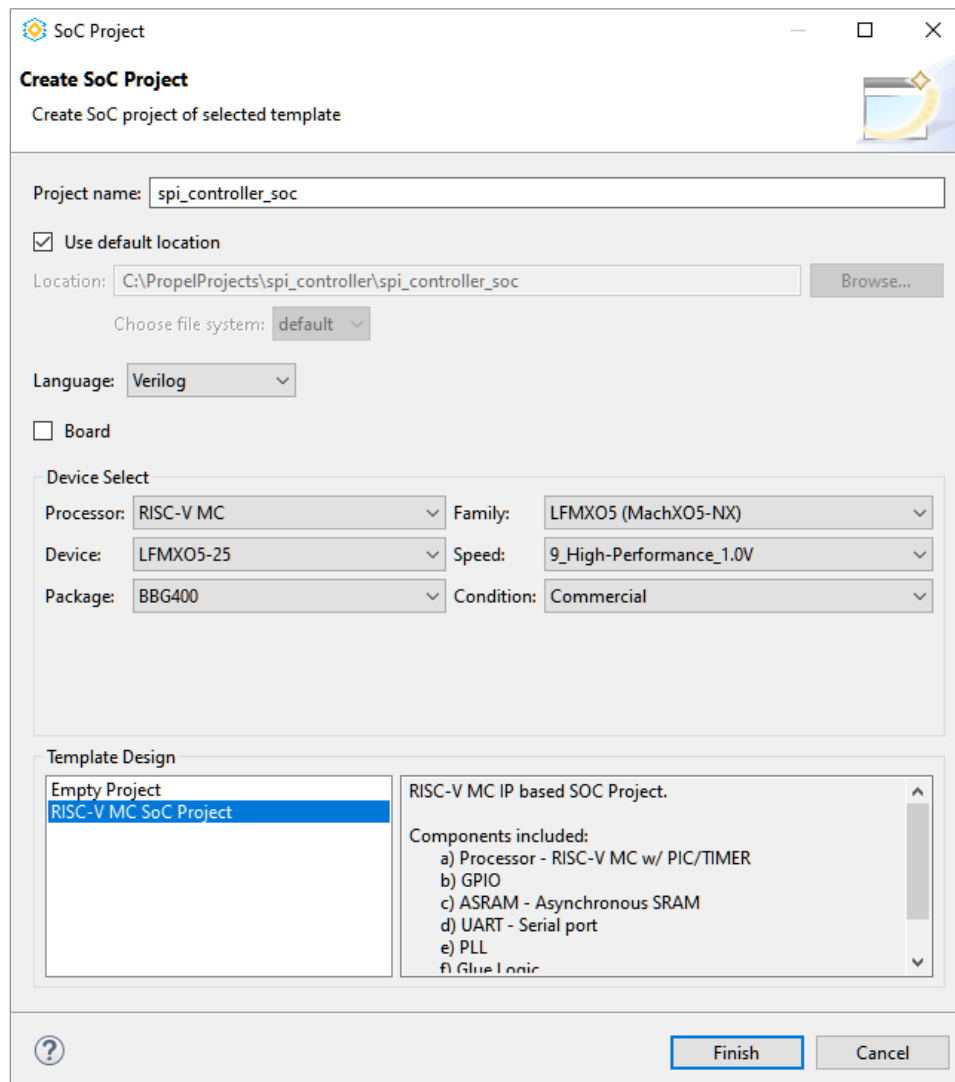 SoC Project
Create SoC Project
Create SoC project of selected template
Project name: spi_controller_soc
Use default location
Location: C:\PropelProjects\spi_controller\spi_controller_soc Browse...
Choose file system: default
Language: Verilog
Board
Device Select
Processor: RISC-V MC Family: LFMXO5 (MachXO5-NX)
Device: LFMXO5-25 Speed: 9_High-Performance_1.0V
Package: BBG400 Condition: Commercial
Template Design
Empty Project
RISC-V MC SoC Project
RISC-V MC IP based SOC Project.
Components included:
a) Processor - RISC-V MC w/ PIC/TIMER
b) GPIO
c) ASRAM - Asynchronous SRAM
d) UART - Serial port
e) PLL
f) Glue Logic
?
Finish Cancel